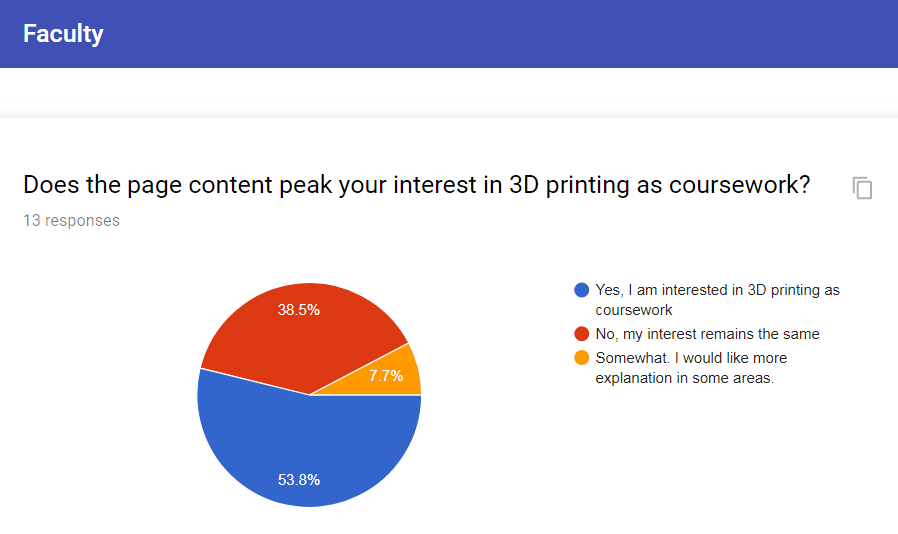 Faculty
Does the page content peak your interest in 3D printing as coursework?
13 responses
38.5%
7.7%
53.8%
Yes, I am interested in 3D printing as
coursework
No, my interest remains the same
Somewhat. I would like more
explanation in some areas.